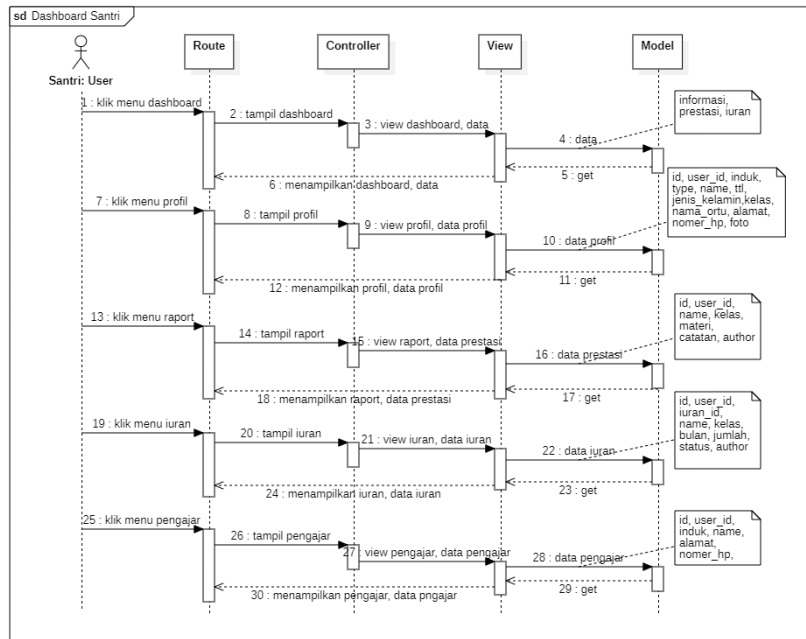 sd Dashboard Santri
Santri: User
Route
Controller
View
Model
1 : klik menu dashboard
2 : tampil dashboard
3 : view dashboard, data
4 : data
5 : get
6 : menampilkan dashboard, data
informasi,
prestasi, iuran
7 : klik menu profil
8 : tampil profil
9 : view profil, data profil
10 : data profil
11 : get
12 : menampilkan profil, data profil
id, user_id, induk,
type, name, ttl,
jenis_kelamin,kelas,
nama_ortu, alamat,
nomer_hp, foto
13 : klik menu raport
14 : tampil raport
15 : view raport, data prestasi
16 : data prestasi
17 : get
18 : menampilkan raport, data prestasi
id, user_id,
name, kelas,
materi,
catatan, author
19 : klik menu iuran
20 : tampil iuran
21 : view iuran, data iuran
22 : data iuran
23 : get
24 : menampilkan iuran, data iuran
id, user_id,
iuran_id,
name, kelas,
bulan, jumlah,
status, author
25 : klik menu pengajar
26 : tampil pengajar
27 : view pengajar, data pengajar
28 : data pengajar
29 : get
30 : menampilkan pengajar, data pngajar
id, user_id,
induk, name,
alamat,
nomer_hp,